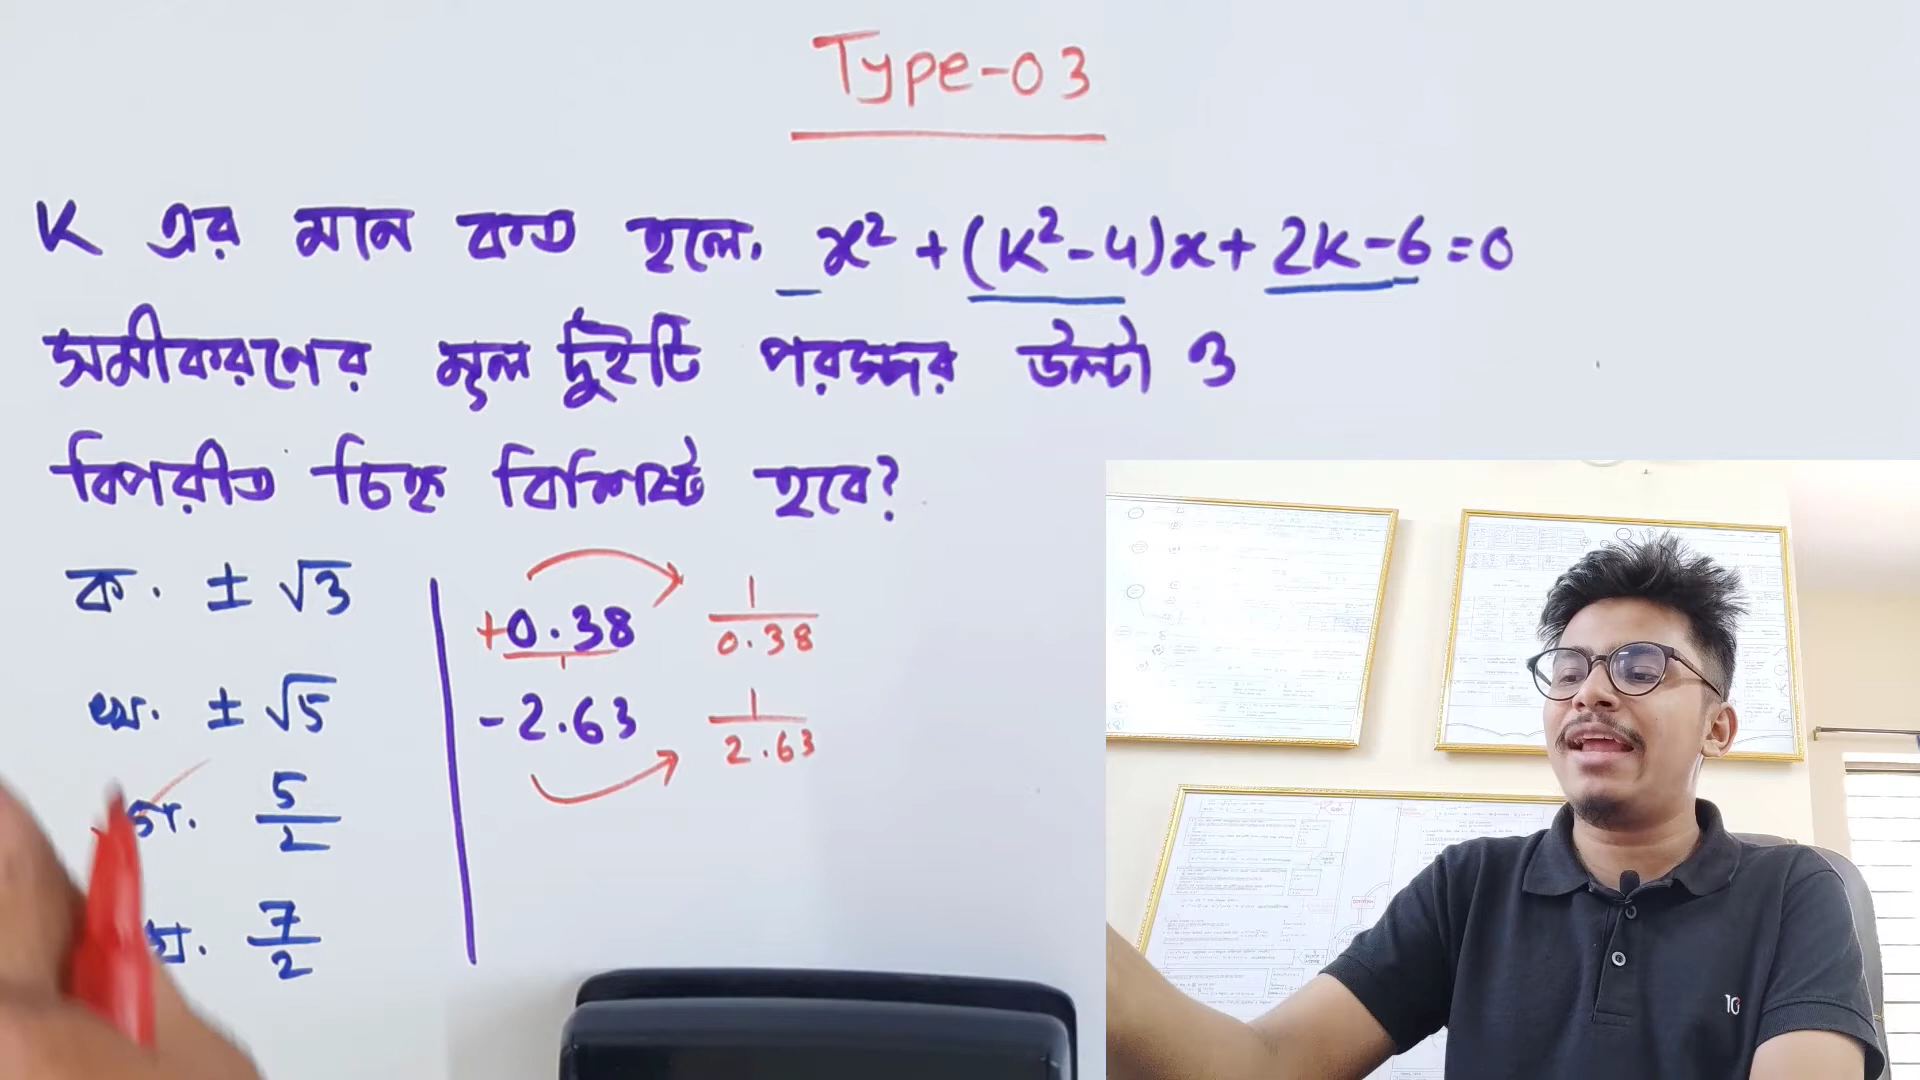 Type-03
K এর মান কত হলে, x² + (k²-4)x + 2k-6=0
সমীকরণের মূল দুইটি পরস্পর উল্টা ও
বিপরীত চিহ্ন বিশিষ্ট হবে?
ক. ± √3
খ. ± √5
গ. 5/2
ঘ. 7/2
+0.38 1/0.38
-2.63 1/2.63
10